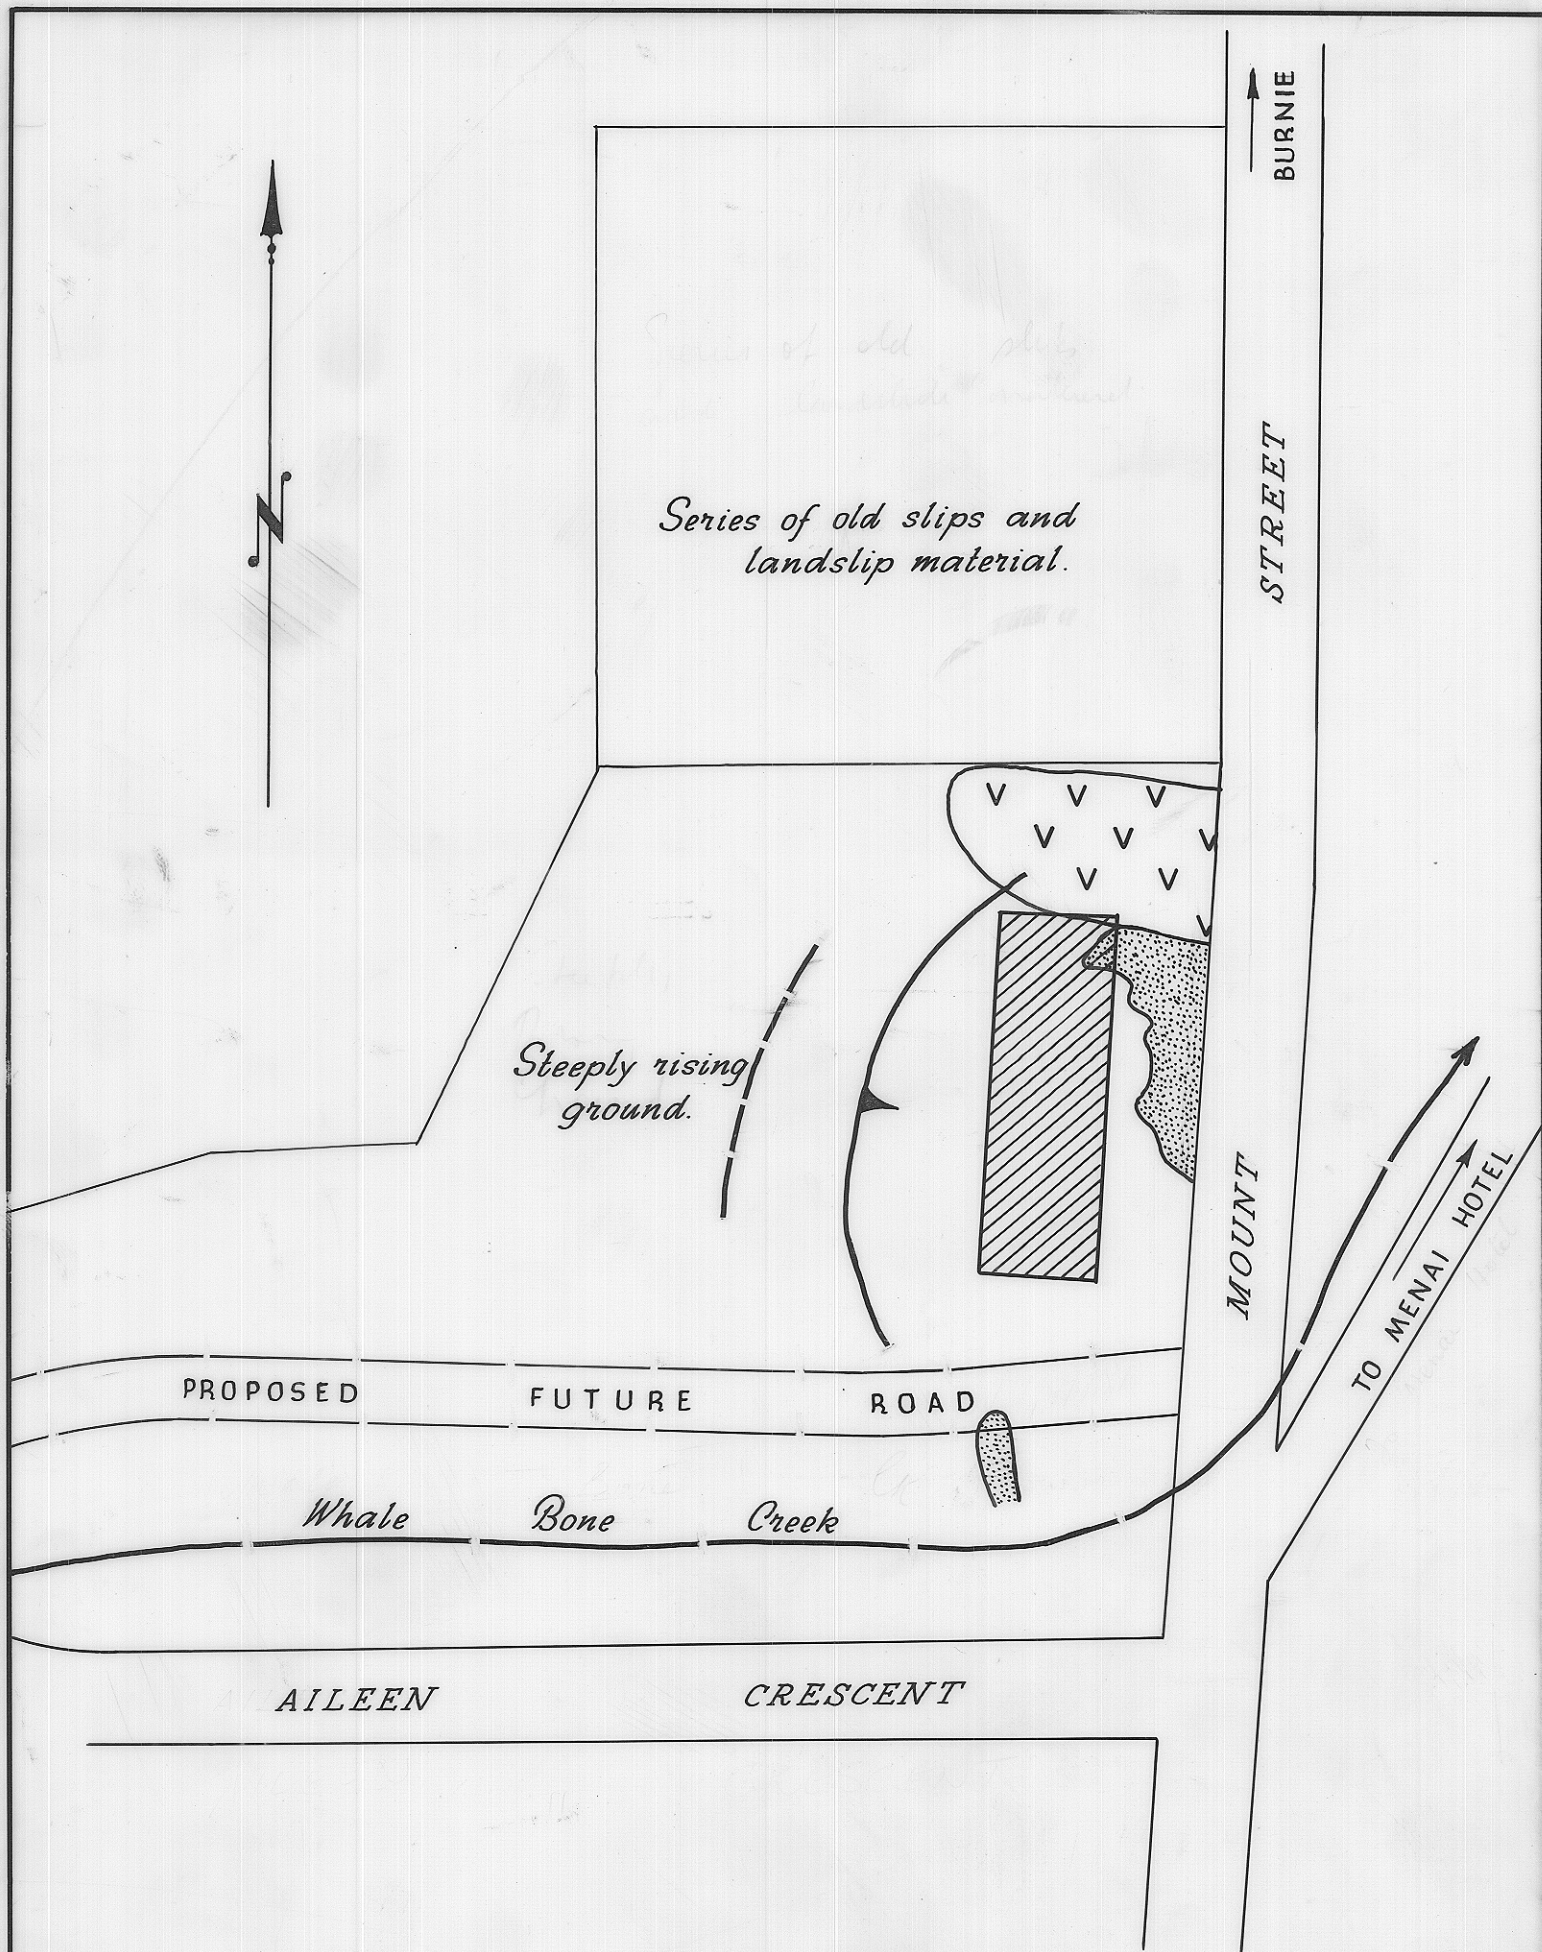 BURNIE
N
Series of old slips and
landslip material.
STREET
Steeply rising
ground.
MOUNT
TO MENAI HOTEL
PROPOSED FUTURE ROAD
Whale Bone Creek
AILEEN CRESCENT